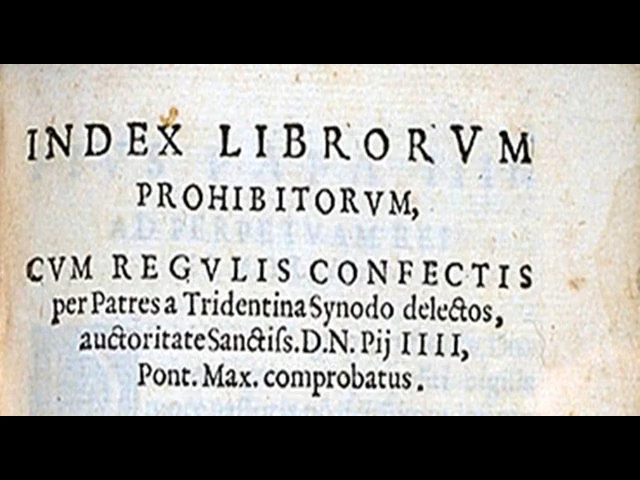 INDEX LIBRORVM
PROHIBITORVM,
CVM REGVLIS CONFECTIS
per Patres a Tridentina Synodo delectos,
auctoritate Sanctiſs. D.N. Pij IIII,
Pont. Max. comprobatus.